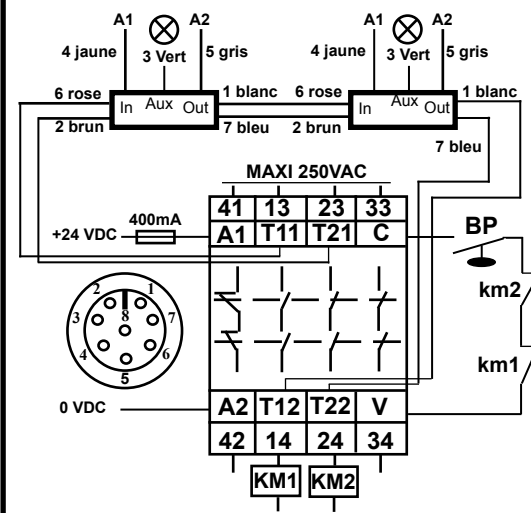 A1 A2 A1 A2
4 jaune 3 Vert 5 gris 4 jaune 3 Vert 5 gris
6 rose In Aux Out 1 blanc 6 rose In Aux Out 1 blanc
2 brun 7 bleu 2 brun
7 bleu
MAXI 250VAC
41 13 23 33
+24 VDC 400mA A1 T11 T21 C BP
km2
2 1
3 8 7
4 6
5
km1
0 VDC A2 T12 T22 V
42 14 24 34
KM1 KM2